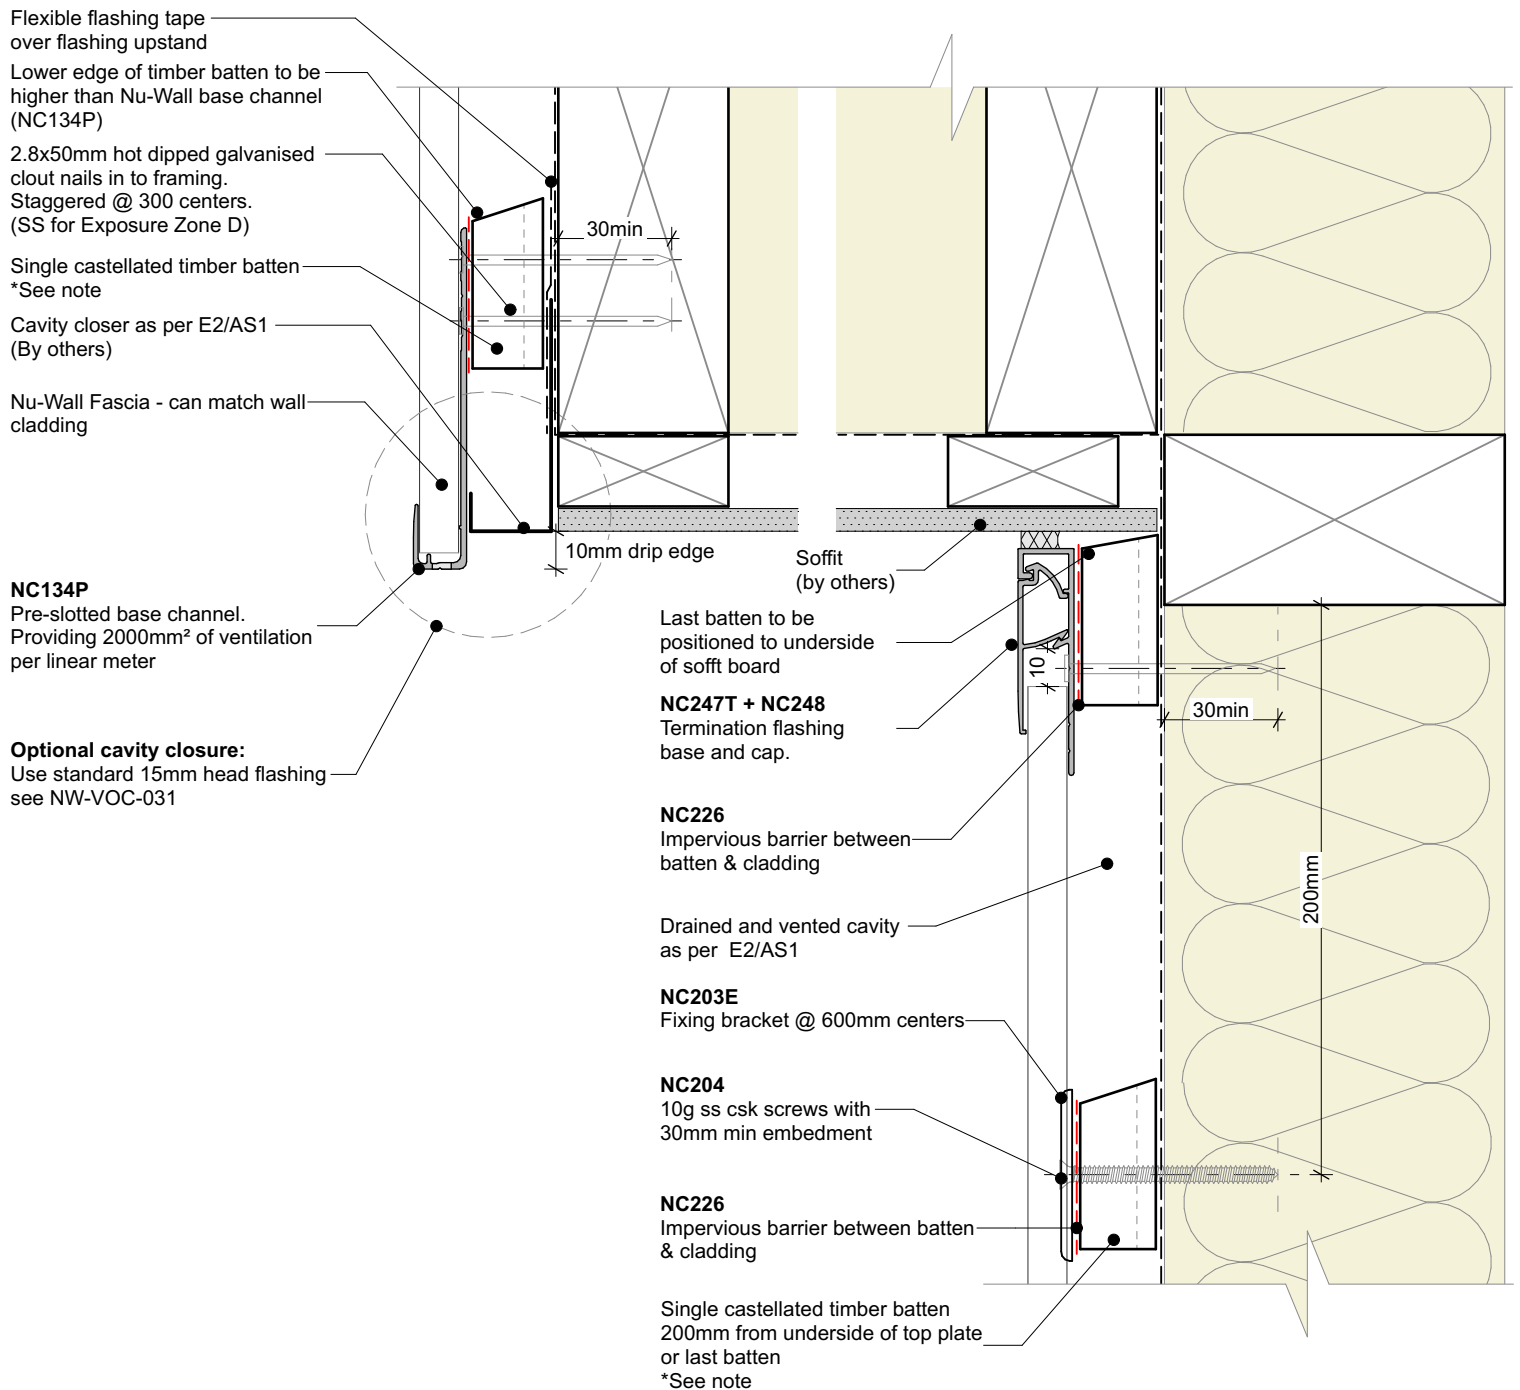 Flexible flashing tape
over flashing upstand
Lower edge of timber batten to be
higher than Nu-Wall base channel
(NC134P)
2.8x50mm hot dipped galvanised
clout nails in to framing.
Staggered @ 300 centers.
(SS for Exposure Zone D)
Single castellated timber batten
*See note
Cavity closer as per E2/AS1
(By others)
Nu-Wall Fascia - can match wall
cladding
NC134P
Pre-slotted base channel.
Providing 2000mm² of ventilation
per linear meter
Optional cavity closure:
Use standard 15mm head flashing
see NW-VOC-031
30min
10mm drip edge
Soffit
(by others)
Last batten to be
positioned to underside
of sofft board
10
NC247T + NC248
Termination flashing
base and cap.
30min
NC226
Impervious barrier between
batten & cladding
200mm
Drained and vented cavity
as per E2/AS1
NC203E
Fixing bracket @ 600mm centers
NC204
10g ss csk screws with
30mm min embedment
NC226
Impervious barrier between batten
& cladding
Single castellated timber batten
200mm from underside of top plate
or last batten
*See note